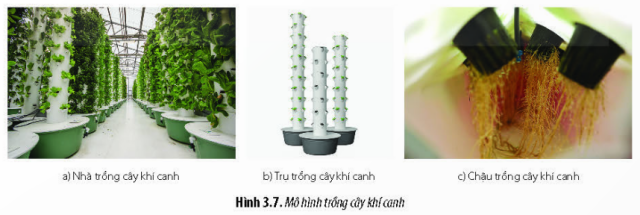 a) Nhà trồng cây khí canh
b) Trụ trồng cây khí canh
c) Chậu trồng cây khí canh
Hình 3.7. Mô hình trồng cây khí canh